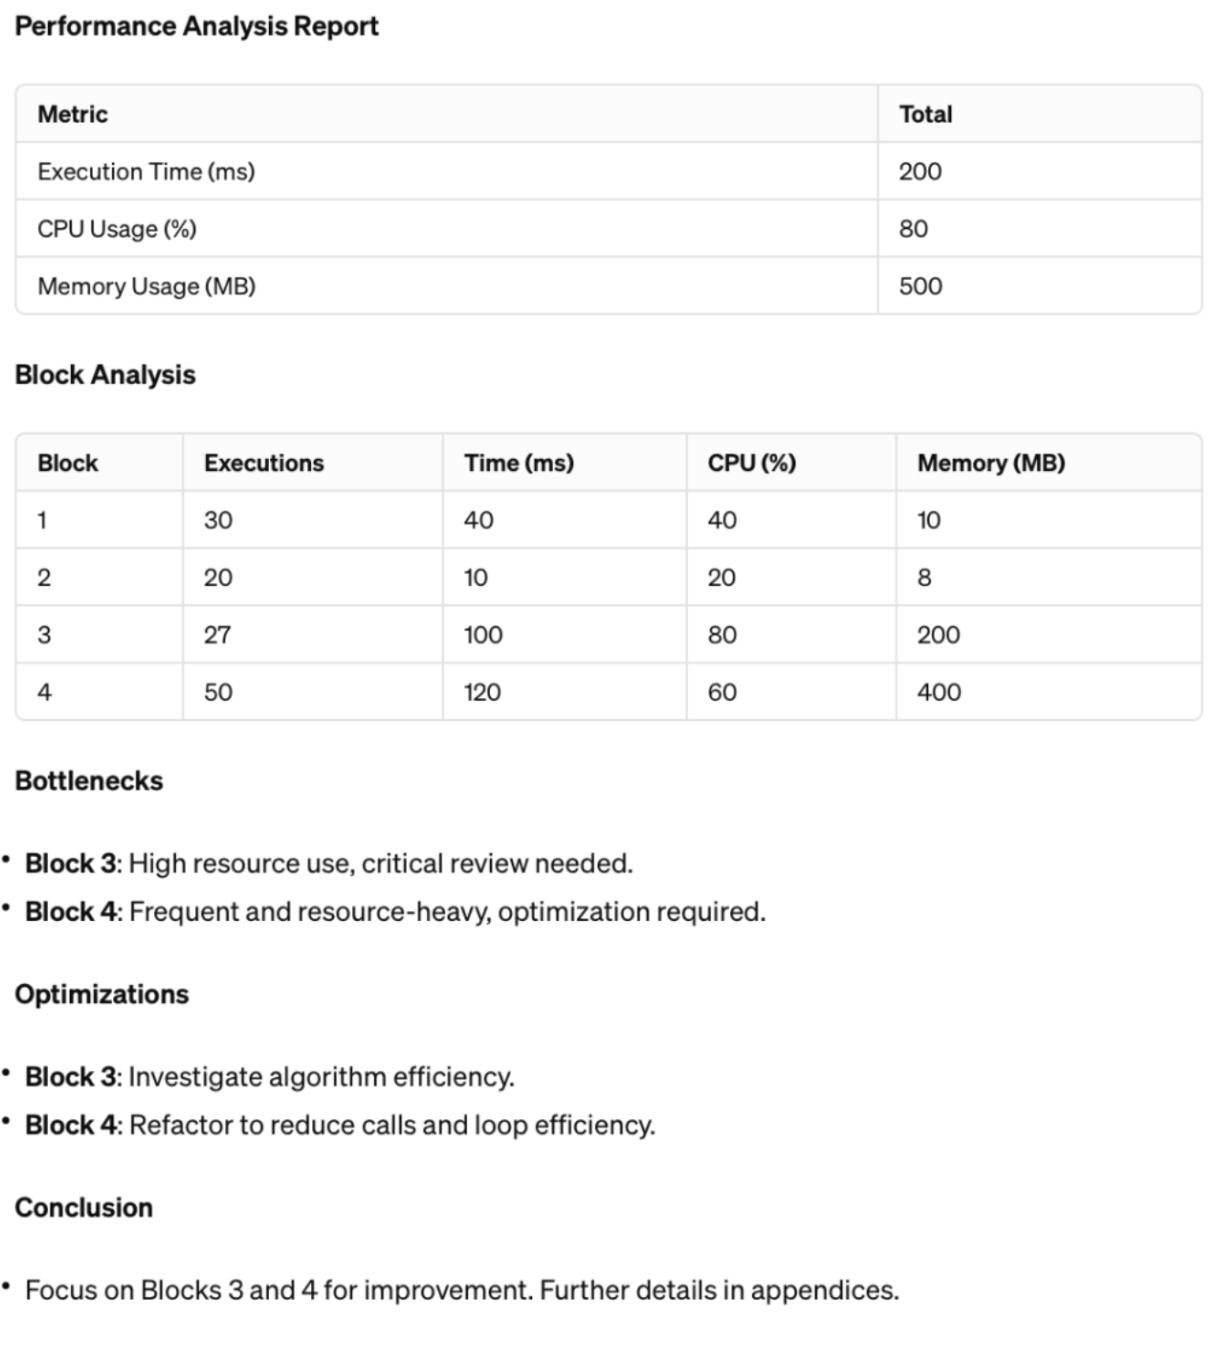 Performance Analysis Report
Metric Total
Execution Time (ms) 200
CPU Usage (%) 80
Memory Usage (MB) 500
Block Analysis
Block Executions Time (ms) CPU (%) Memory (MB)
1 30 40 40 10
2 20 10 20 8
3 27 100 80 200
4 50 120 60 400
Bottlenecks
• Block 3: High resource use, critical review needed.
• Block 4: Frequent and resource-heavy, optimization required.
Optimizations
• Block 3: Investigate algorithm efficiency.
• Block 4: Refactor to reduce calls and loop efficiency.
Conclusion
• Focus on Blocks 3 and 4 for improvement. Further details in appendices.